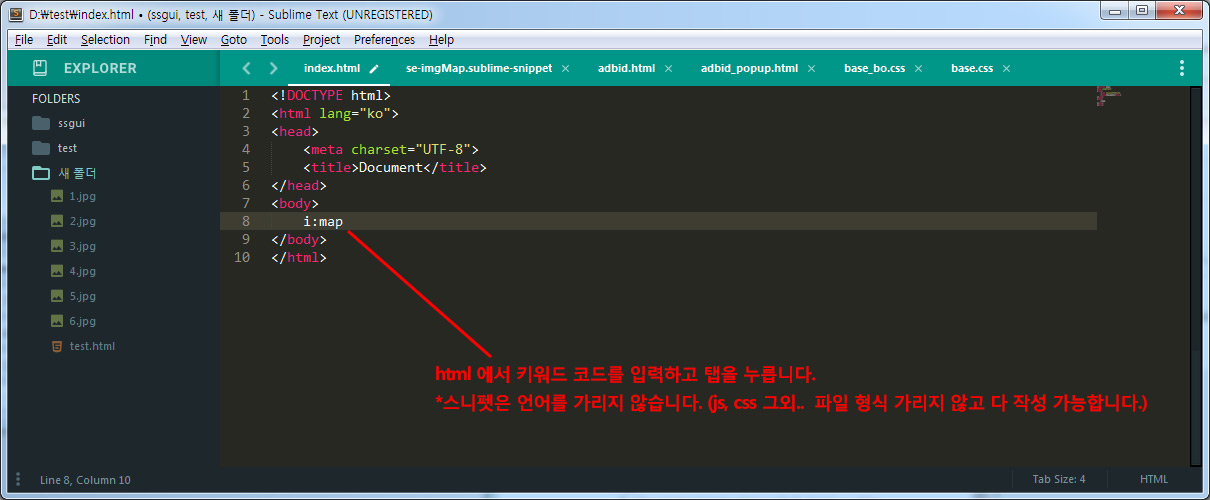 D:\test\index.html • (ssgui, test, 새 폴더) - Sublime Text (UNREGISTERED)
File Edit Selection Find View Goto Tools Project Preferences Help
EXPLORER
index.html se-imgMap.sublime-snippet adbid.html adbid_popup.html base_bo.css base.css
FOLDERS
ssgui
test
새 폴더
1.jpg
2.jpg
3.jpg
4.jpg
5.jpg
6.jpg
test.html
1 <!DOCTYPE html>
2 <html lang="ko">
3 <head>
4 <meta charset="UTF-8">
5 <title>Document</title>
6 </head>
7 <body>
8 i:map
9 </body>
10 </html>
html 에서 키워드 코드를 입력하고 탭을 누릅니다.
*스니펫은 언어를 가리지 않습니다. (js, css 그외.. 파일 형식 가리지 않고 다 작성 가능합니다.)
Line 8, Column 10
Tab Size: 4
HTML